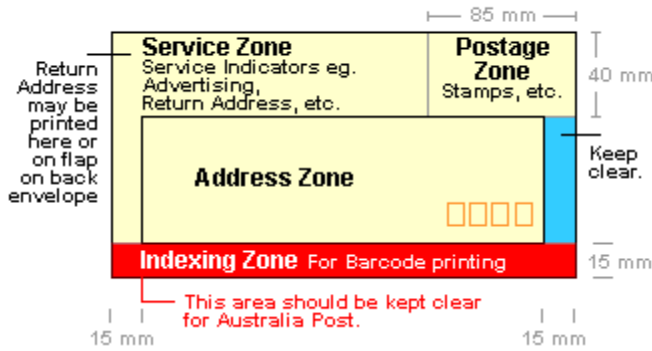 85 mm
Service Zone
Service Indicators eg.
Advertising,
Return Address, etc.
Postage
Zone
Stamps, etc.
40 mm
Return
Address
may be
printed
here or
on flap
on back
envelope
Keep
clear.
Address Zone
Indexing Zone For Barcode printing
15 mm
This area should be kept clear
for Australia Post.
15 mm
15 mm